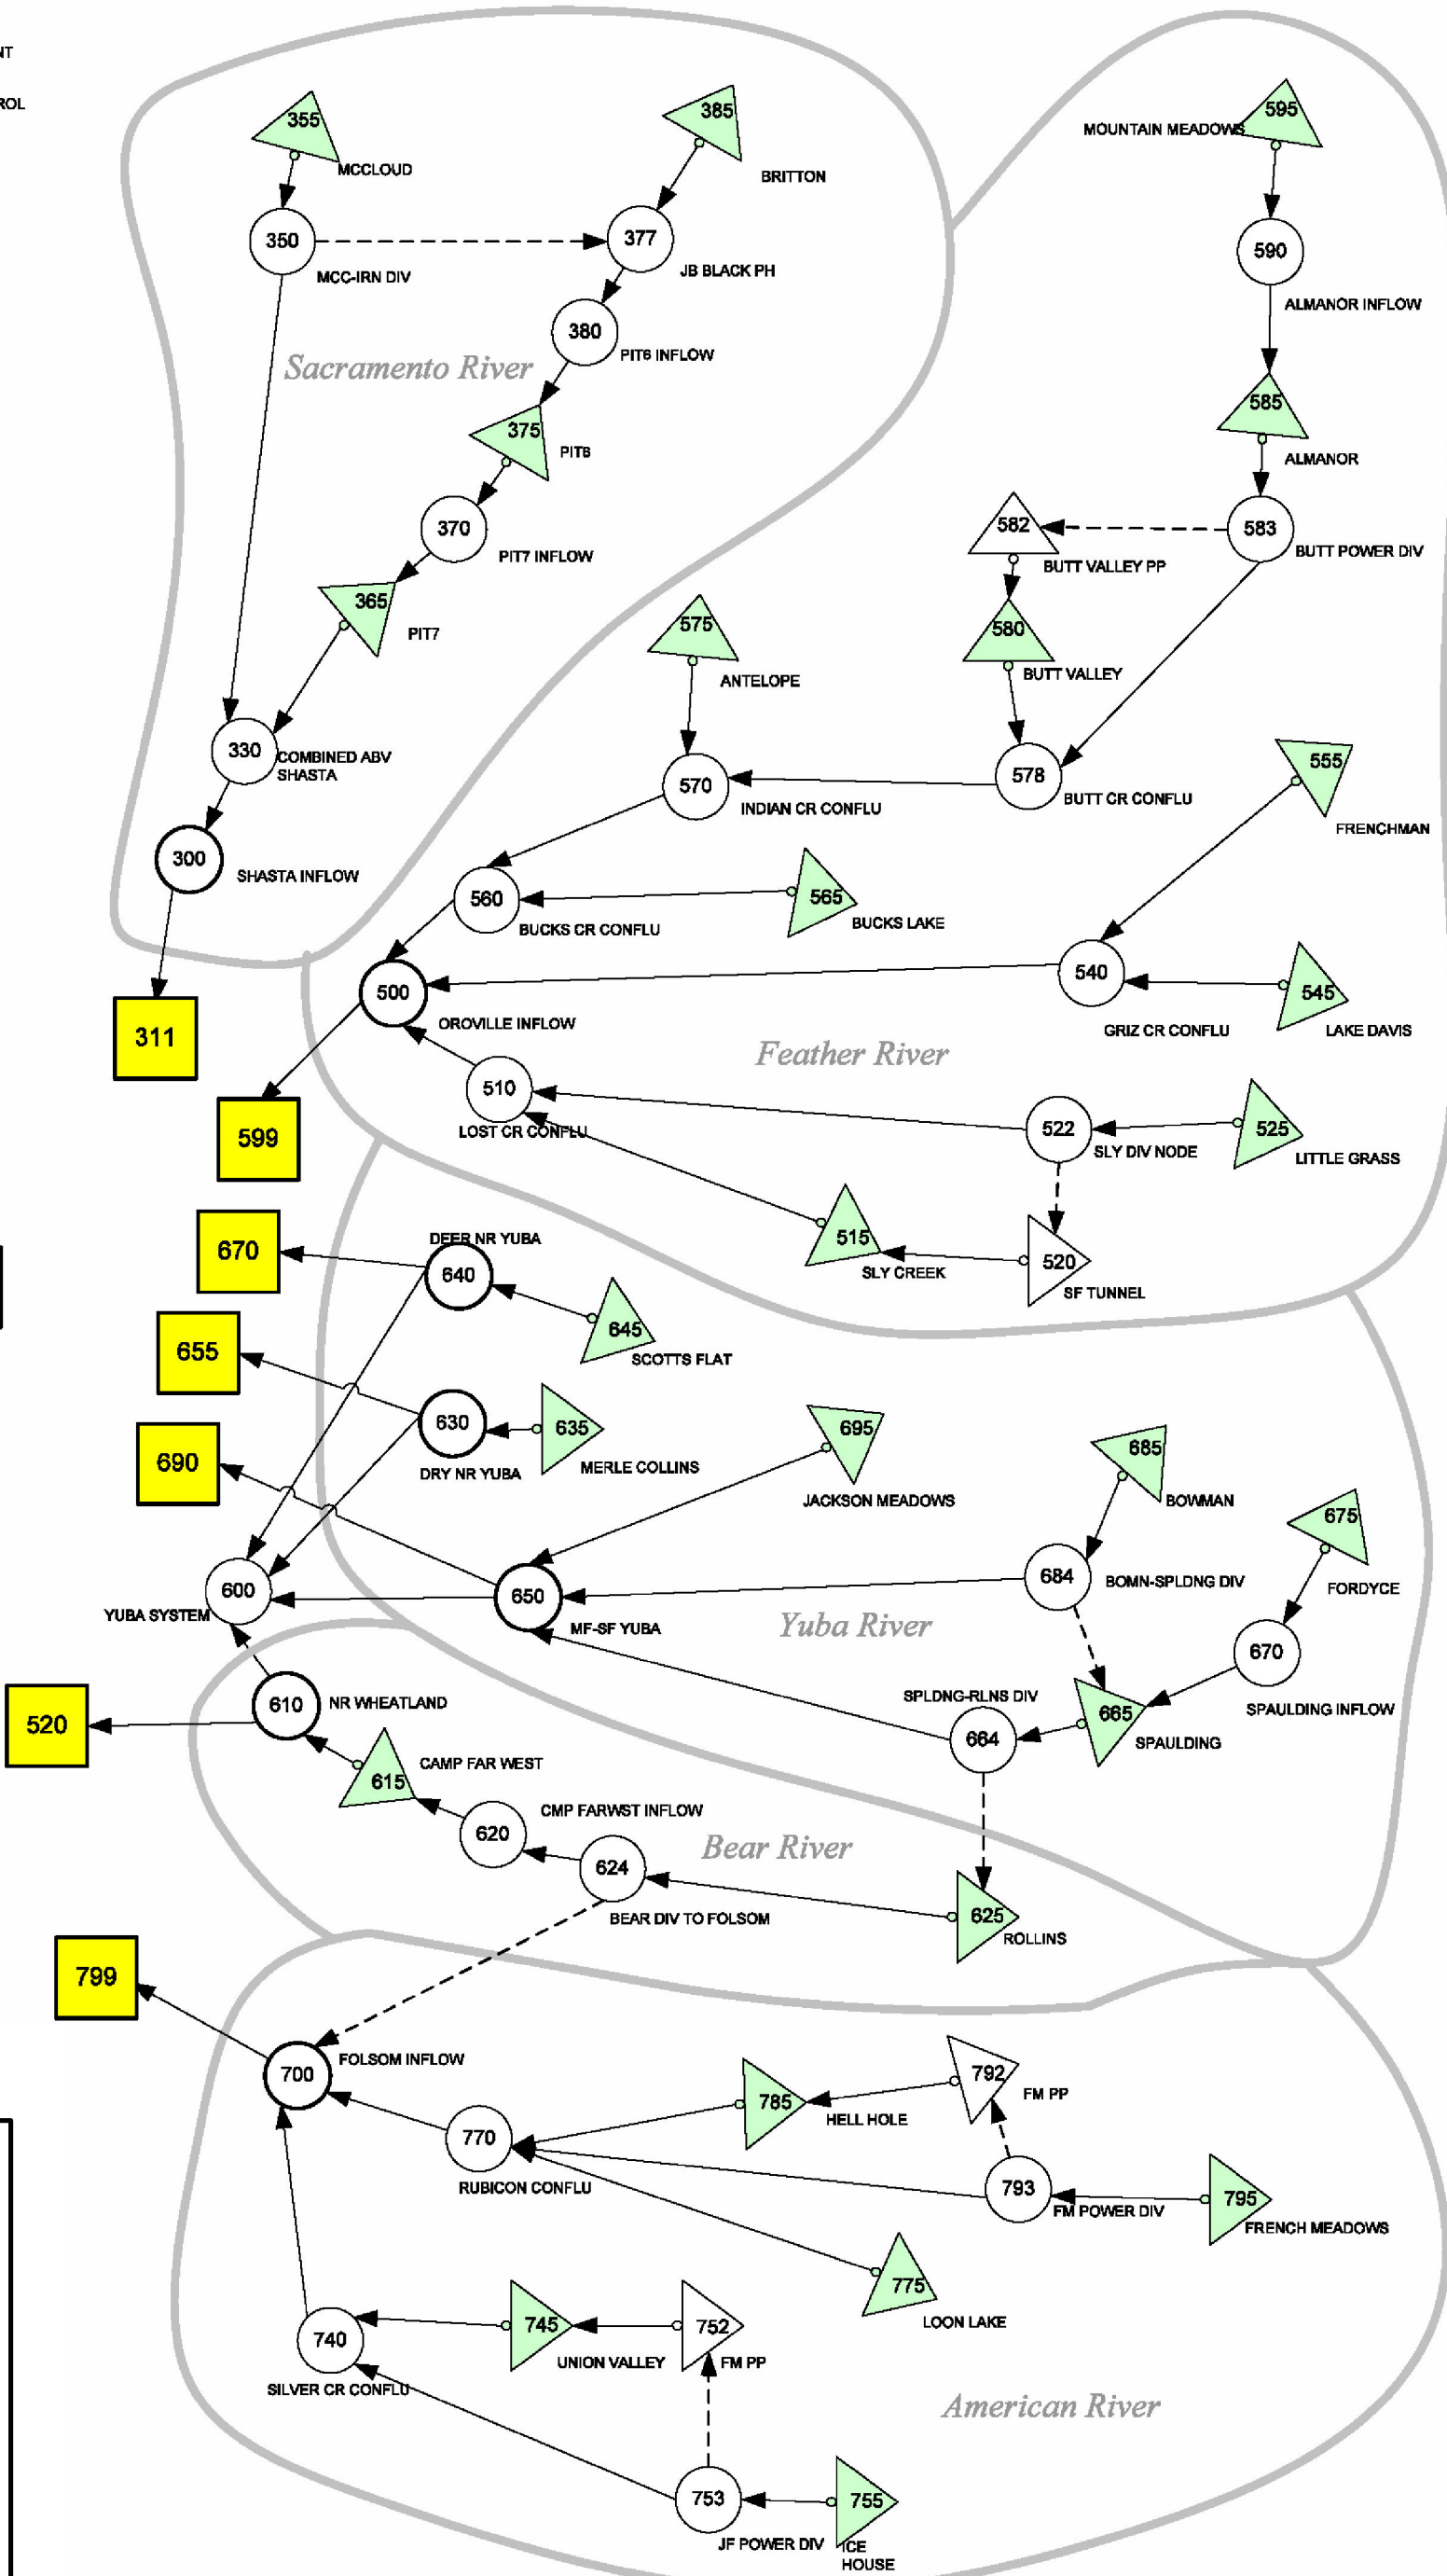 NT
ROL
355
MCCLOUD
385
BRITTON
MOUNTAIN MEADOWS
595
350
MCC-IRN DIV
377
JB BLACK PH
590
ALMANOR INFLOW
380
PIT6 INFLOW
Sacramento River
375
PIT6
585
ALMANOR
370
PIT7 INFLOW
582
BUTT VALLEY PP
583
BUTT POWER DIV
365
PIT7
575
ANTELOPE
580
BUTT VALLEY
330
COMBINED ABV
SHASTA
570
INDIAN CR CONFLU
578
BUTT CR CONFLU
555
FRENCHMAN
300
SHASTA INFLOW
560
BUCKS CR CONFLU
565
BUCKS LAKE
500
OROVILLE INFLOW
540
GRIZ CR CONFLU
545
LAKE DAVIS
311
Feather River
510
LOST CR CONFLU
599
522
SLY DIV NODE
525
LITTLE GRASS
515
SLY CREEK
520
SF TUNNEL
670
DEER NR YUBA
640
645
SCOTTS FLAT
655
630
DRY NR YUBA
635
MERLE COLLINS
695
JACKSON MEADOWS
685
BOWMAN
690
675
FORDYCE
600
YUBA SYSTEM
650
MF-SF YUBA
684
BOMN-SPLDNG DIV
Yuba River
670
SPAULDING INFLOW
520
610
NR WHEATLAND
SPLDNG-RLNS DIV
664
665
SPAULDING
615
CAMP FAR WEST
620
CMP FARWST INFLOW
624
BEAR DIV TO FOLSOM
Bear River
625
ROLLINS
799
700
FOLSOM INFLOW
770
RUBICON CONFLU
785
HELL HOLE
792
FM PP
793
FM POWER DIV
795
FRENCH MEADOWS
775
LOON LAKE
740
SILVER CR CONFLU
745
UNION VALLEY
752
FM PP
American River
753
JF POWER DIV
755
ICE
HOUSE